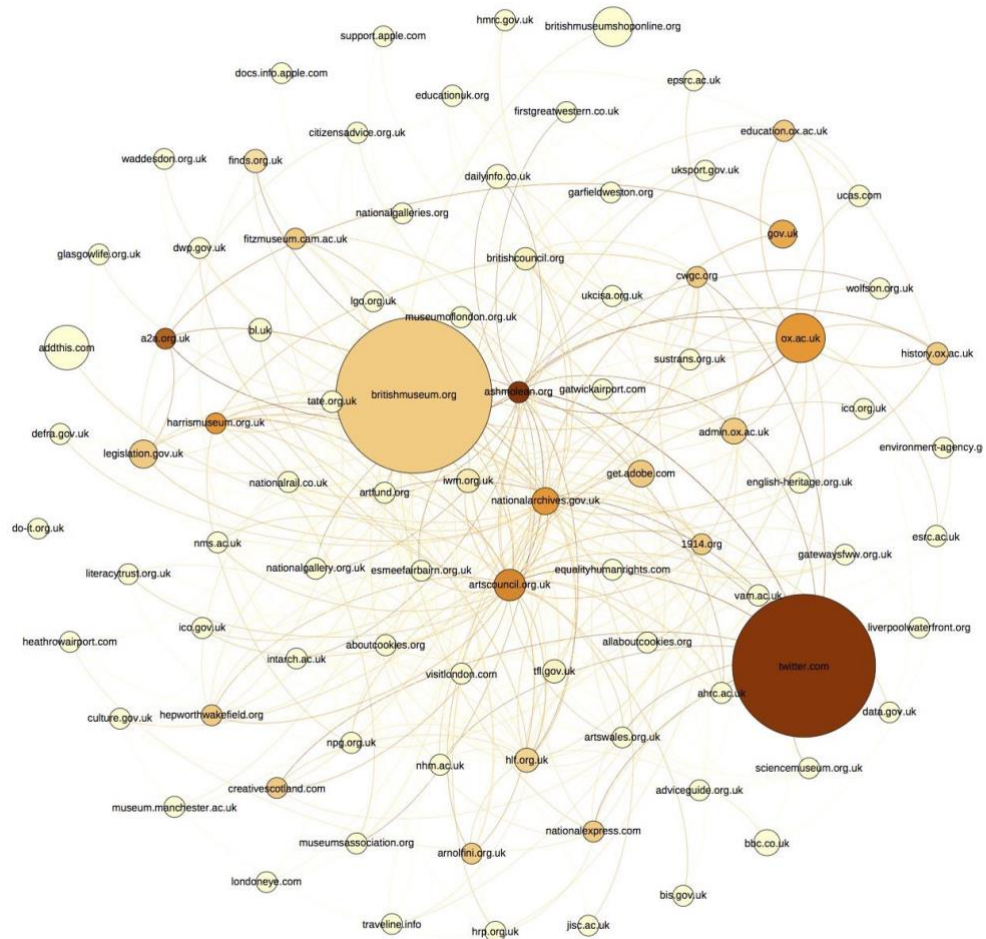 hmrc.gov.uk
britishmuseumshoponline.org
support.apple.com
docs.info.apple.com
epsrc.ac.uk
educationuk.org
firstgreatwestern.co.uk
citizensadvice.org.uk
education.ox.ac.uk
waddesdon.org.uk
finds.org.uk
dailyinfo.co.uk
uksport.gov.uk
garfieldweston.org
ucas.com
nationalgalleries.org
fitzmuseum.cam.ac.uk
gov.uk
glasgowlife.org.uk
dwp.gov.uk
britishcouncil.org
cwgc.org
wolfson.org.uk
lgo.org.uk
ukcisa.org.uk
museumoflondon.org.uk
bl.uk
a2a.org.uk
ox.ac.uk
addthis.com
history.ox.ac.uk
sustrans.org.uk
britishmuseum.org
ashmolean.org
gatwickairport.com
tate.org.uk
ico.org.uk
harrismuseum.org.uk
defra.gov.uk
admin.ox.ac.uk
environment-agency.g
legislation.gov.uk
get.adobe.com
nationalrail.co.uk
iwm.org.uk
english-heritage.org.uk
artfund.org
nationalarchives.gov.uk
do-it.org.uk
nms.ac.uk
1914.org
esrc.ac.uk
gatewaysfww.org.uk
literacytrust.org.uk
nationalgallery.org.uk
esmeefairbairn.org.uk
equalityhumanrights.com
artscouncil.org.uk
vam.ac.uk
ico.gov.uk
liverpoolwaterfront.org
heathrowairport.com
aboutcookies.org
allaboutcookies.org
intarch.ac.uk
twitter.com
visitlondon.com
tfl.gov.uk
ahrc.ac.uk
culture.gov.uk
hepworthwakefield.org
data.gov.uk
npg.org.uk
artswales.org.uk
hlf.org.uk
nhm.ac.uk
sciencemuseum.org.uk
creativescotland.com
adviceguide.org.uk
museum.manchester.ac.uk
nationalexpress.com
museumsassociation.org
bbc.co.uk
arnolfini.org.uk
londoneye.com
bis.gov.uk
traveline.info
jisc.ac.uk
hrp.org.uk